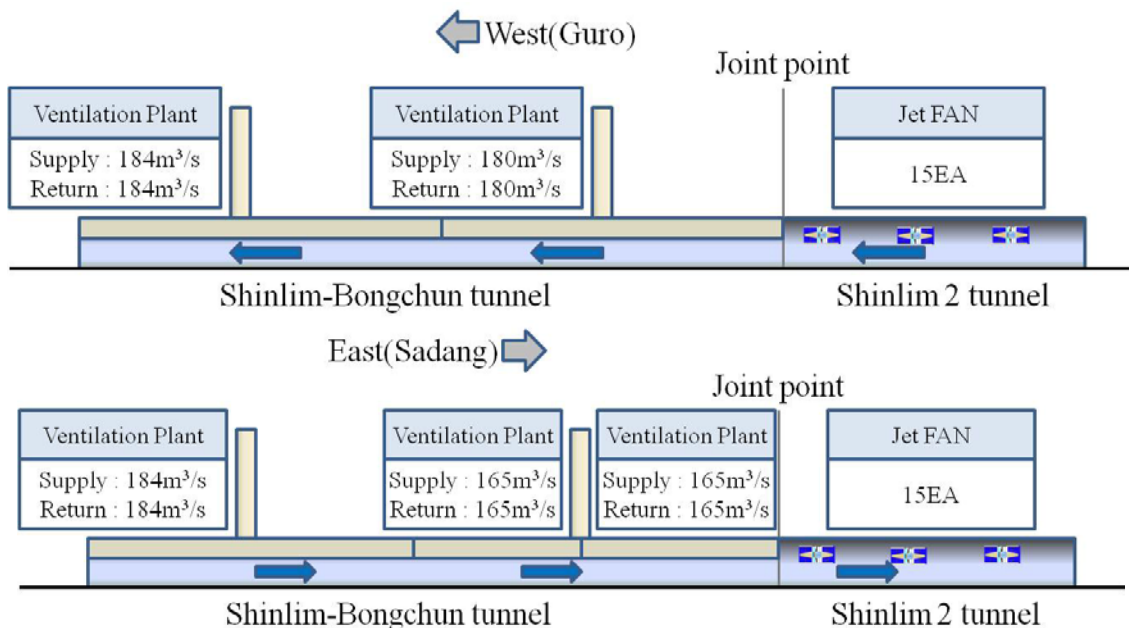 West(Guro)
Joint point
Ventilation Plant
Supply : 184m³/s
Return : 184m³/s
Ventilation Plant
Supply : 180m³/s
Return : 180m³/s
Jet FAN
15EA
Shinlim-Bongchun tunnel
Shinlim 2 tunnel
East(Sadang)
Joint point
Ventilation Plant
Supply : 184m³/s
Return : 184m³/s
Ventilation Plant
Supply : 165m³/s
Return : 165m³/s
Ventilation Plant
Supply : 165m³/s
Return : 165m³/s
Jet FAN
15EA
Shinlim-Bongchun tunnel
Shinlim 2 tunnel